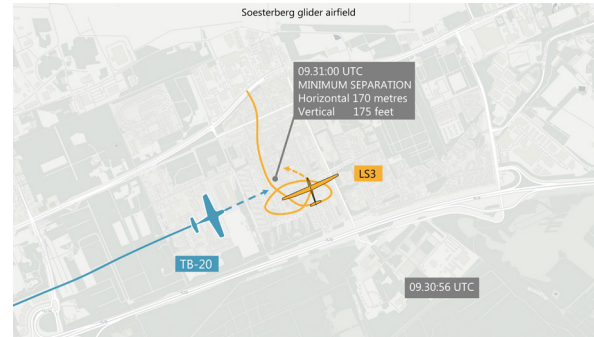 Soesterberg glider airfield
09.31:00 UTC
MINIMUM SEPARATION
Horizontal 170 metres
Vertical 175 feet
LS3
TB-20
09.30:56 UTC